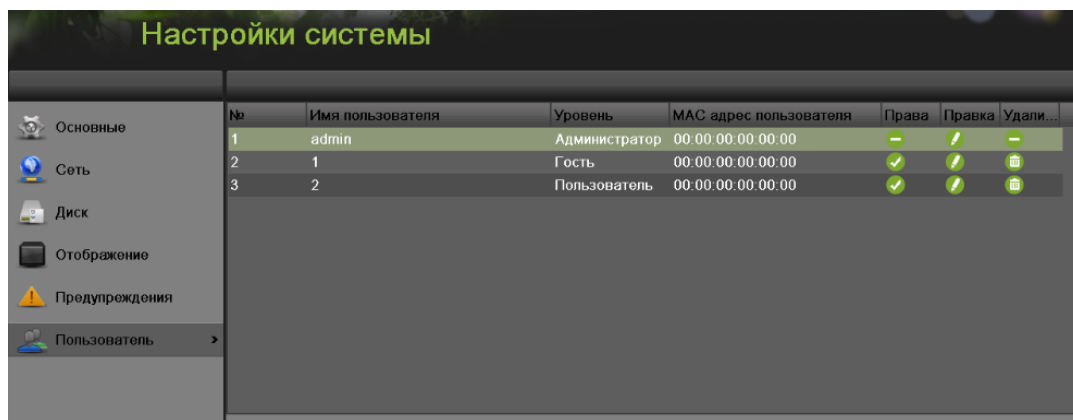 Настройки системы
№ Имя пользователя Уровень MAC адрес пользователя Права Правка Удали...
1 admin Администратор 00:00:00:00:00:00
2 1 Гость 00:00:00:00:00:00
3 2 Пользователь 00:00:00:00:00:00
Основные
Сеть
Диск
Отображение
Предупреждения
Пользователь